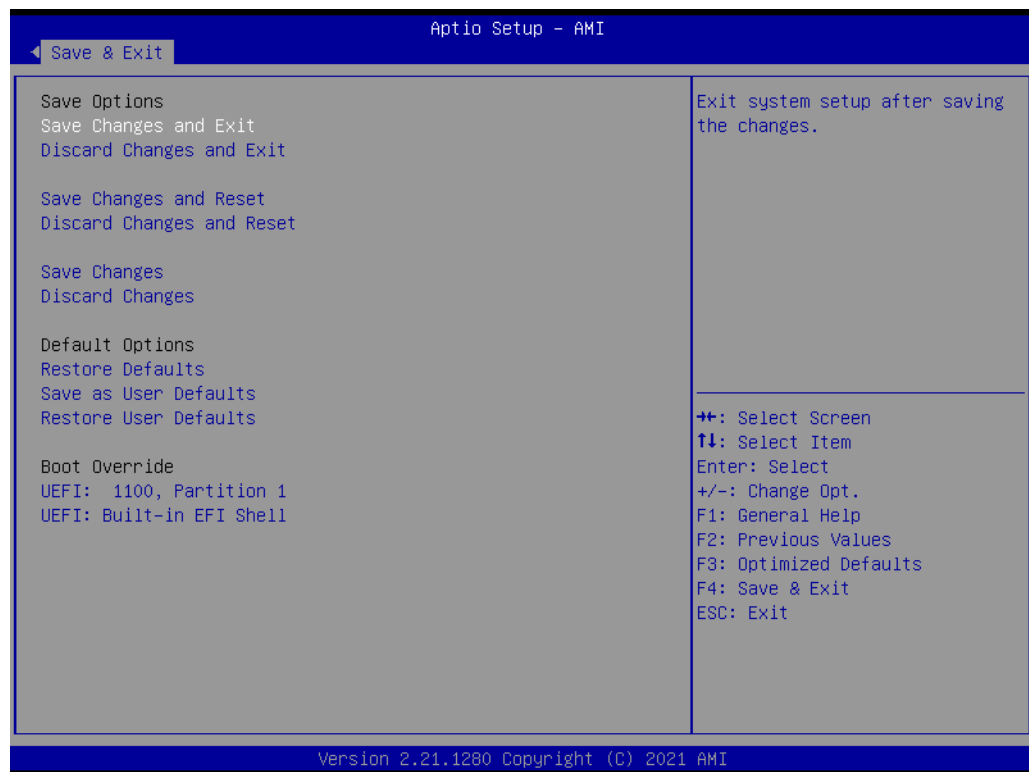 Aptio Setup – AMI
Save & Exit
Save Options
Save Changes and Exit
Discard Changes and Exit
Save Changes and Reset
Discard Changes and Reset
Save Changes
Discard Changes
Default Options
Restore Defaults
Save as User Defaults
Restore User Defaults
Boot Override
UEFI:  1100, Partition 1
UEFI: Built-in EFI Shell
Exit system setup after saving
the changes.
→←: Select Screen
↑↓: Select Item
Enter: Select
+/-: Change Opt.
F1: General Help
F2: Previous Values
F3: Optimized Defaults
F4: Save & Exit
ESC: Exit
Version 2.21.1280 Copyright (C) 2021 AMI